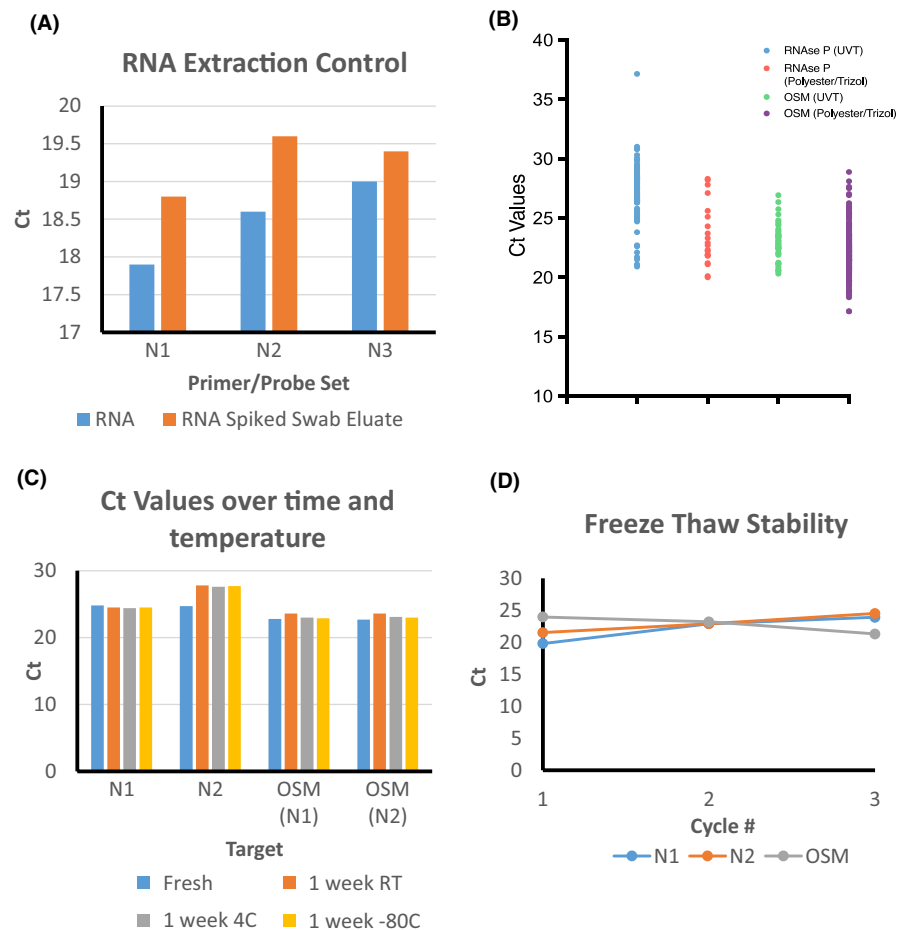 (A)
RNA Extraction Control
20
19.5
19
18.5
18
17.5
17
Ct
N1 N2 N3
Primer/Probe Set
RNA RNA Spiked Swab Eluate
(B)
40
35
30
25
20
15
10
Ct Values
RNAse P (UVT)
RNAse P
(Polyester/Trizol)
OSM (UVT)
OSM (Polyester/Trizol)
(C)
Ct Values over time and
temperature
30
20
10
0
Ct
N1 N2 OSM OSM
(N1) (N2)
Target
Fresh 1 week RT
1 week 4C 1 week -80C
(D)
Freeze Thaw Stability
30
25
20
15
10
5
0
Ct
1 2 3
Cycle #
N1 N2 OSM